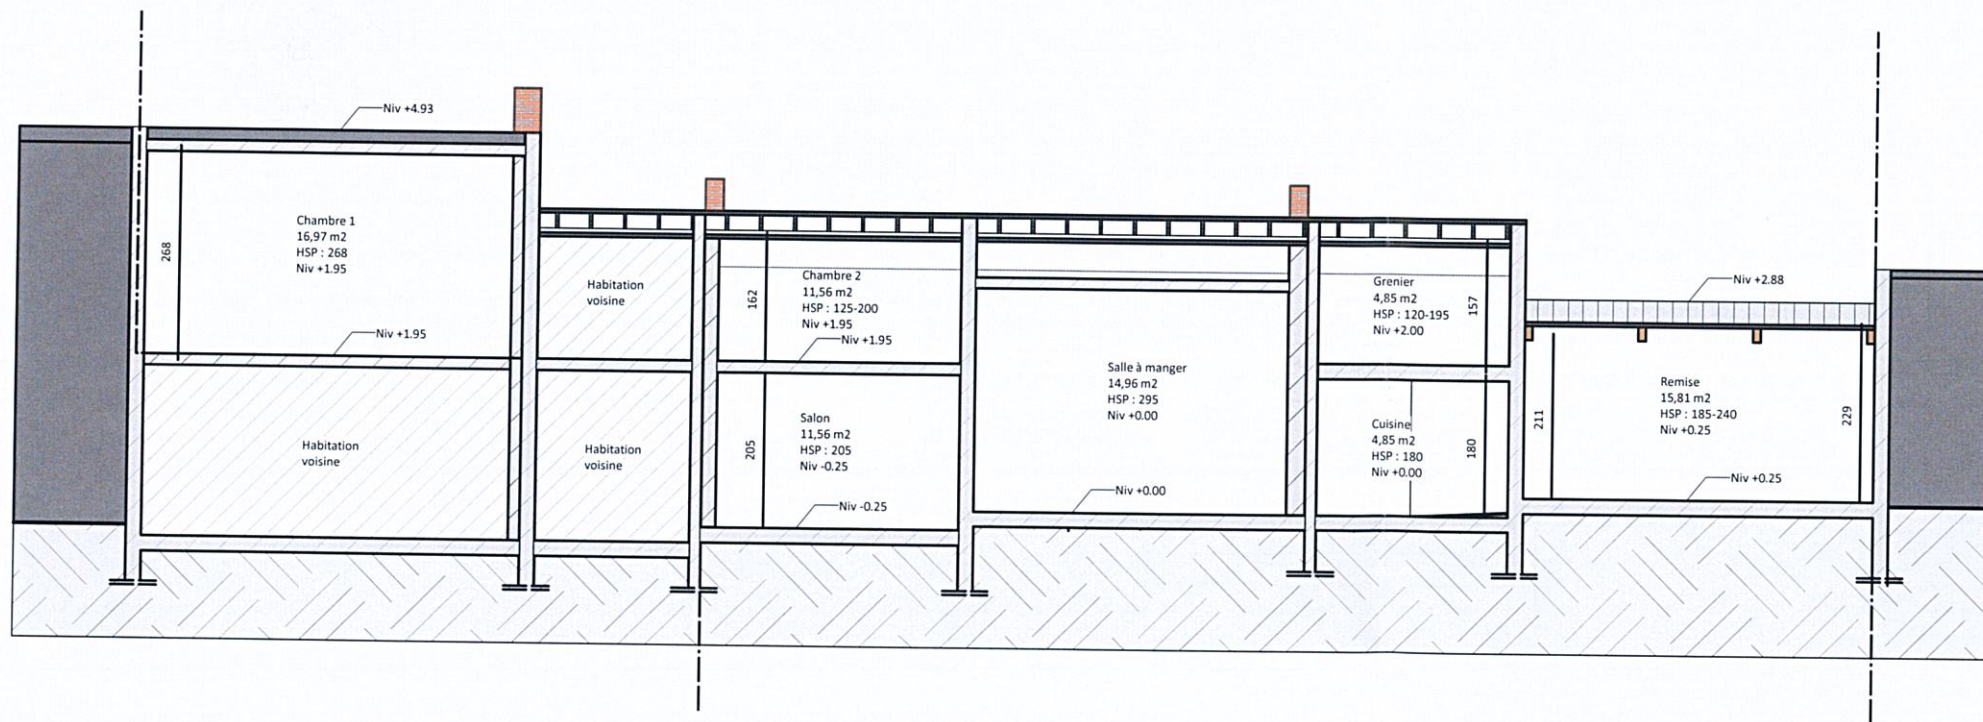 Niv +4.93
268
Chambre 1
16,97 m2
HSP : 268
Niv +1.95
Niv +1.95
Habitation
voisine
Habitation
voisine
Habitation
voisine
162
Chambre 2
11,56 m2
HSP : 125-200
Niv +1.95
Niv +1.95
205
Salon
11,56 m2
HSP : 205
Niv -0.25
Niv -0.25
Salle à manger
14,96 m2
HSP : 295
Niv +0.00
Niv +0.00
Grenier
4,85 m2
HSP : 120-195
Niv +2.00
157
Cuisine
4,85 m2
HSP : 180
Niv +0.00
180
Niv +2.88
211
Remise
15,81 m2
HSP : 185-240
Niv +0.25
229
Niv +0.25